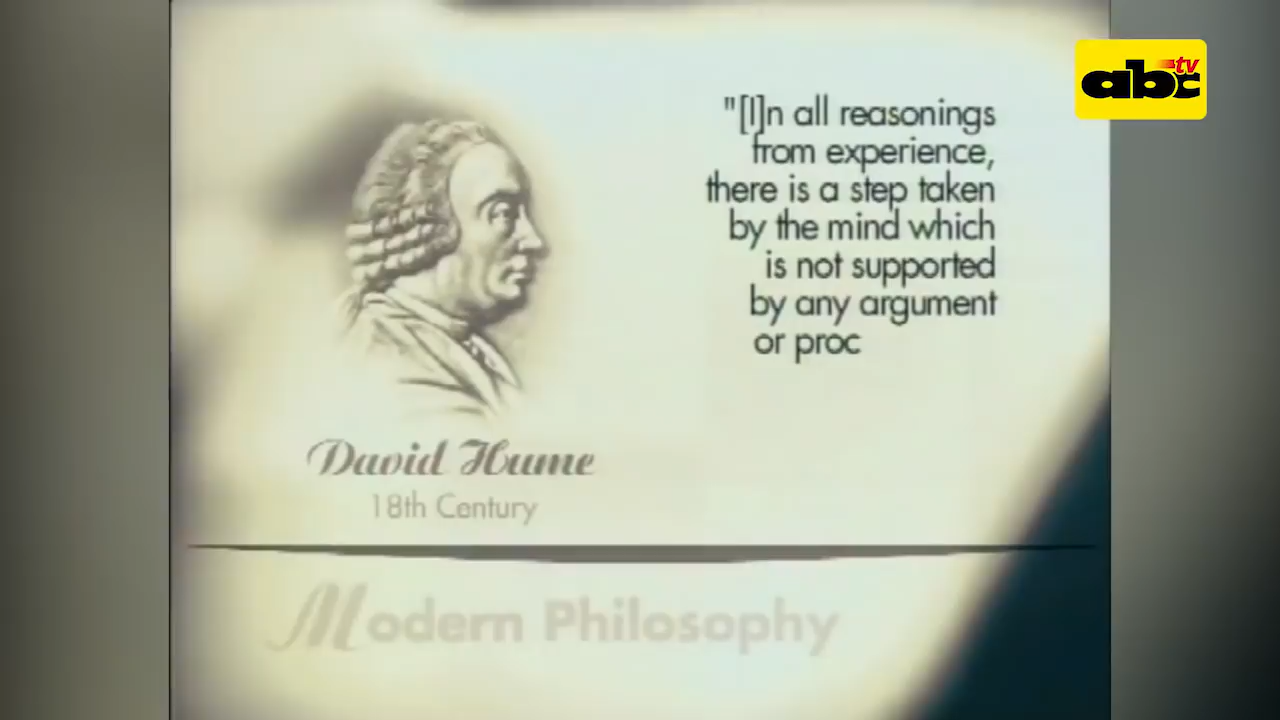 abc tv
"[I]n all reasonings
from experience,
there is a step taken
by the mind which
is not supported
by any argument
or proc
David Hume
18th Century
Modern Philosophy